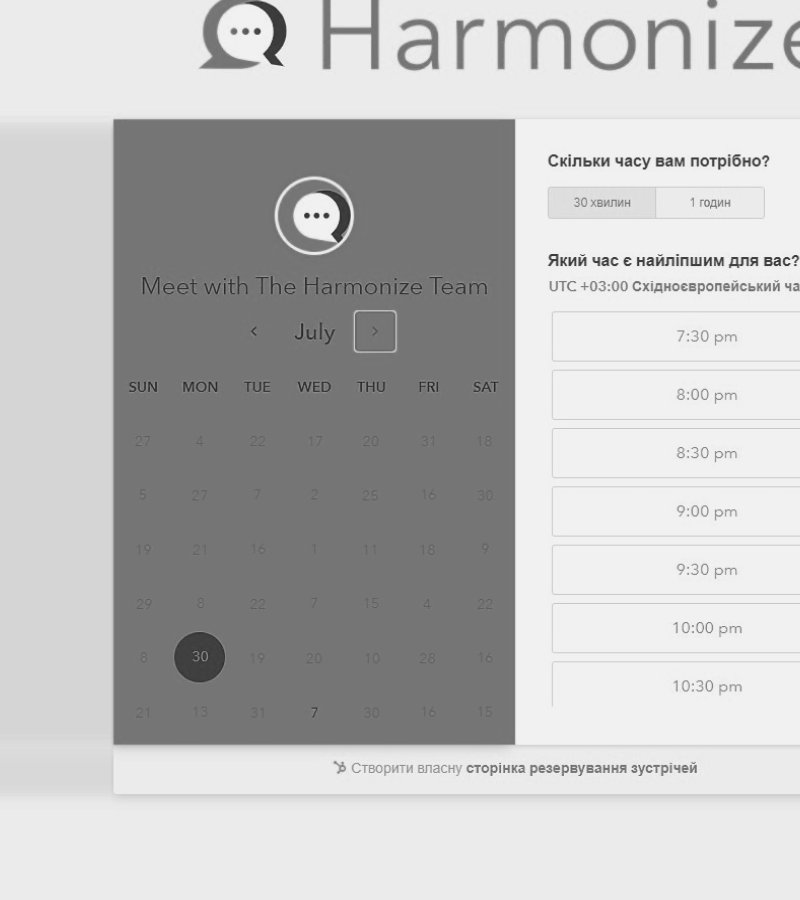 Harmonize
Meet with The Harmonize Team
July
SUN MON TUE WED THU FRI SAT
27 4 22 17 20 31 18
5 27 7 2 25 16 30
19 21 16 1 11 18 9
29 8 22 7 15 4 22
8 30 19 20 10 28 16
21 13 31 7 30 16 15
Скільки часу вам потрібно?
30 хвилин 1 годин
Який час є найліпшим для вас?
UTC +03:00 Східноєвропейський ча
7:30 pm
8:00 pm
8:30 pm
9:00 pm
9:30 pm
10:00 pm
10:30 pm
Створити власну сторінка резервування зустрічей